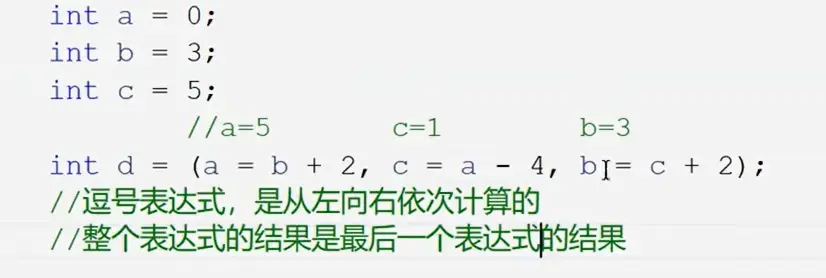 int a = 0;
int b = 3;
int c = 5;
//a=5 c=1 b=3
int d = (a = b + 2, c = a - 4, b = c + 2);
//逗号表达式，是从左向右依次计算的
//整个表达式的结果是最后一个表达式的结果